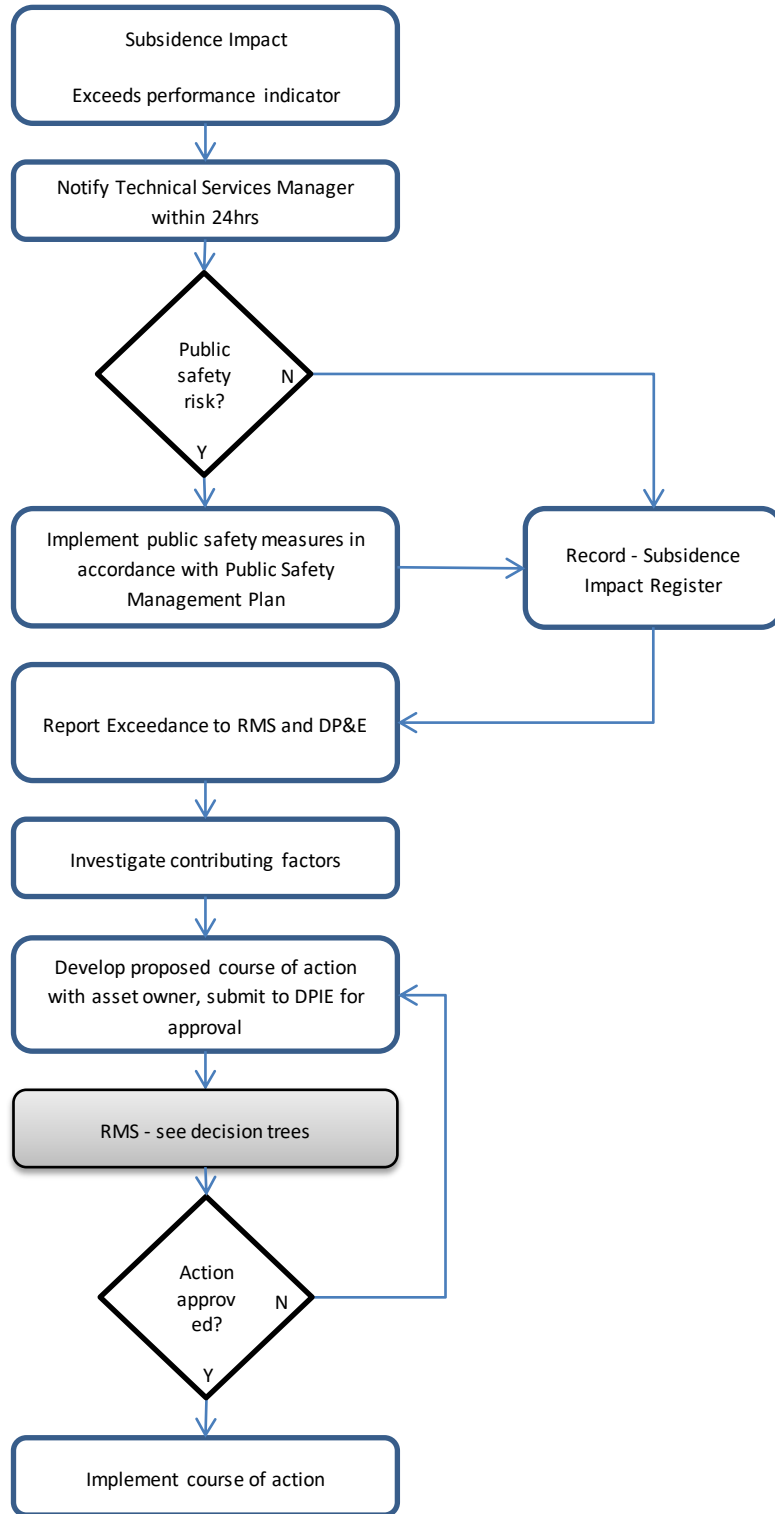 Subsidence Impact
Exceeds performance indicator
Notify Technical Services Manager
within 24hrs
Public
safety
risk?
N
Y
Implement public safety measures in
accordance with Public Safety
Management Plan
Record - Subsidence
Impact Register
Report Exceedance to RMS and DP&E
Investigate contributing factors
Develop proposed course of action
with asset owner, submit to DPIE for
approval
RMS - see decision trees
Action
approv
ed?
N
Y
Implement course of action